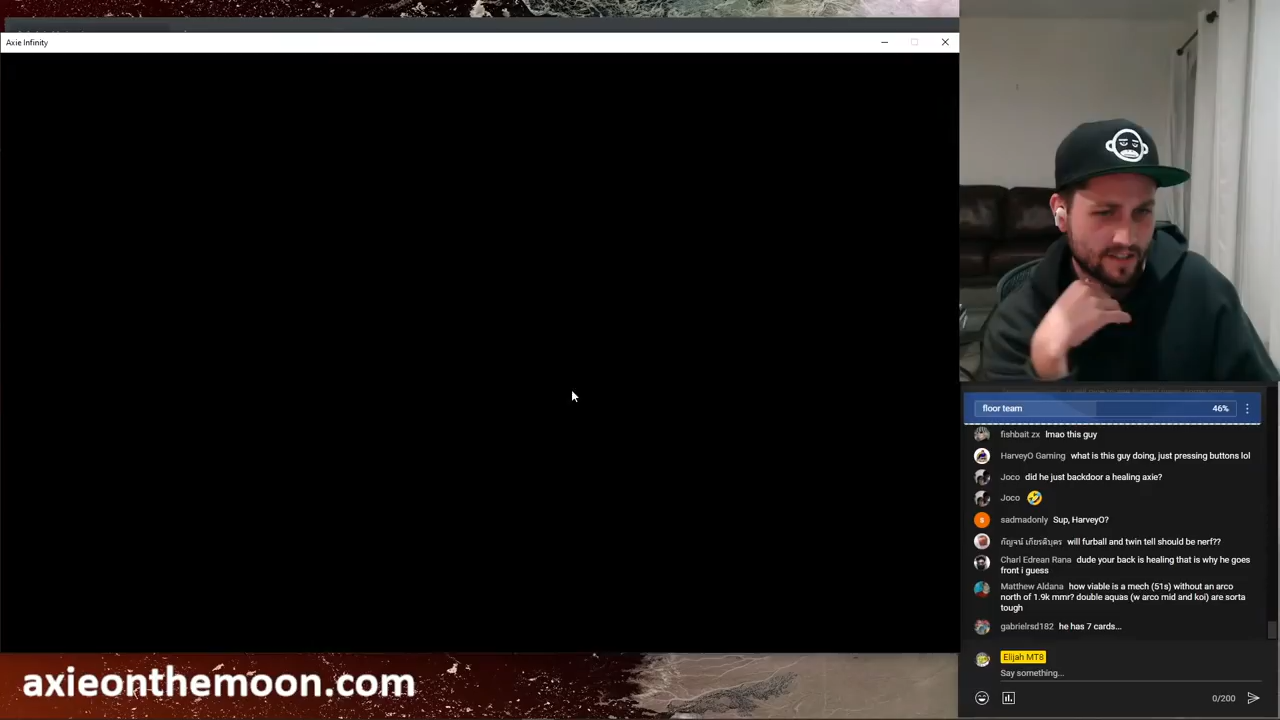 Axie Infinity
floor team 46%
fishbait zx lmao this guy
HarveyO Gaming what is this guy doing, just pressing buttons lol
Joco did he just backdoor a healing axie?
Joco 🤣
sadmadonly Sup, HarveyO?
กัญจน์ เกียรติบุตร will furball and twin tell should be nerf??
Charl Edrean Rana dude your back is healing that is why he goes
front i guess
Matthew Aldana how viable is a mech (51s) without an arco
north of 1.9k mmr? double aquas (w arco mid and koi) are sorta
tough
gabrielrsd182 he has 7 cards...
Elijah MT8
Say something...
0/200
axieonthemoon.com